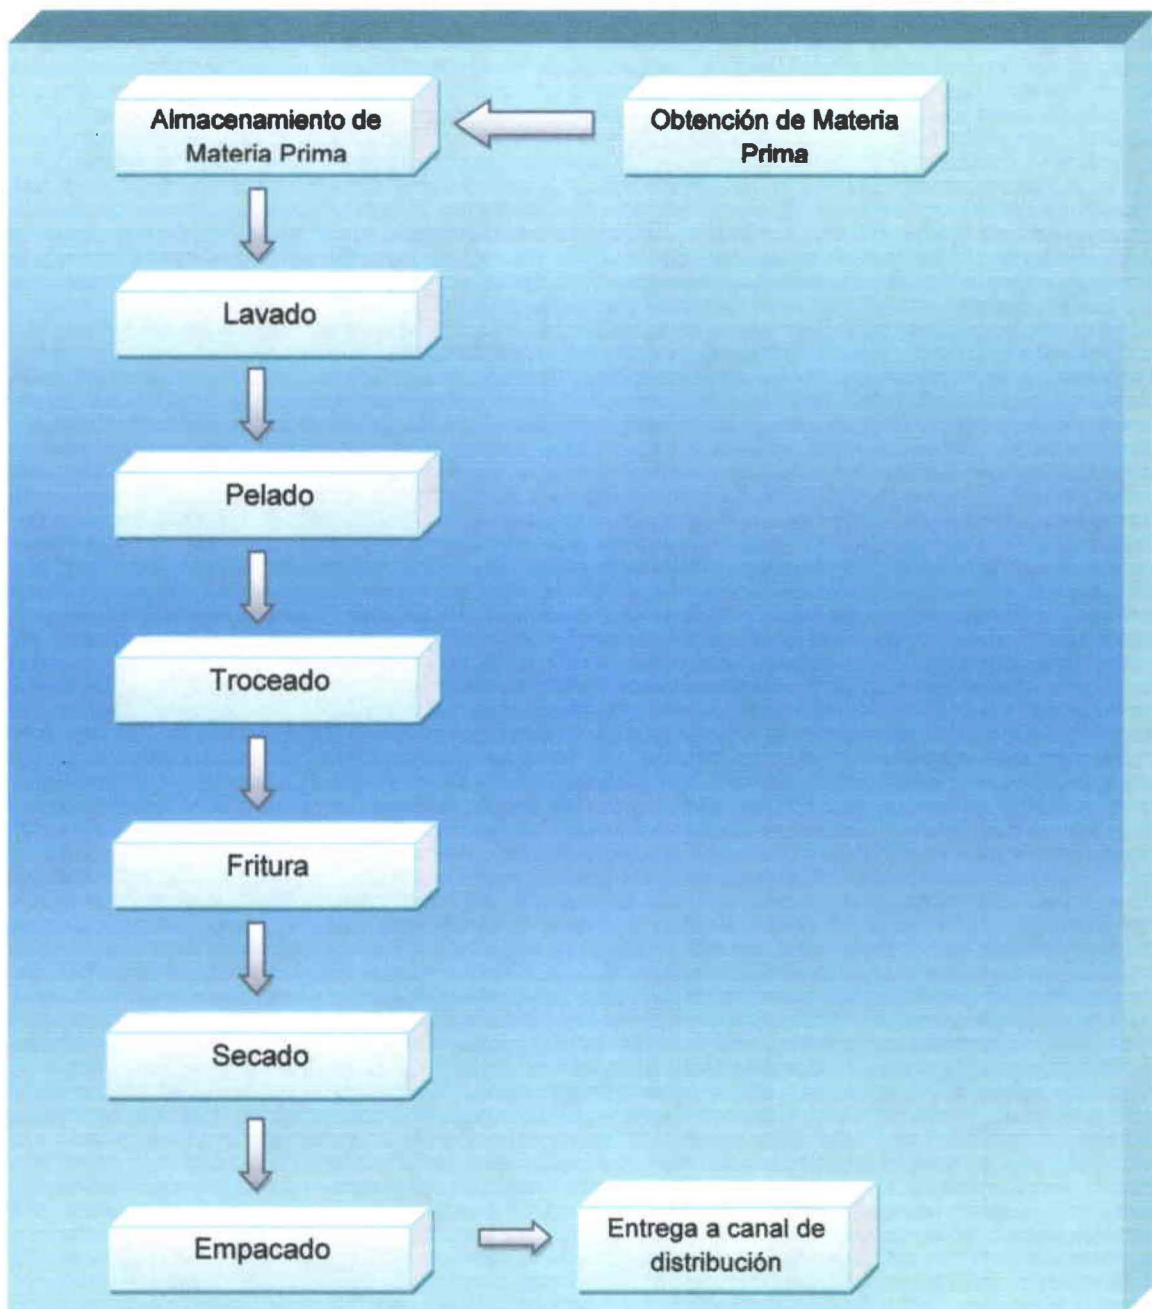 Almacenamiento de
Materia Prima
Obtención de Materia
Prima
Lavado
Pelado
Troceado
Fritura
Secado
Empacado
Entrega a canal de
distribución